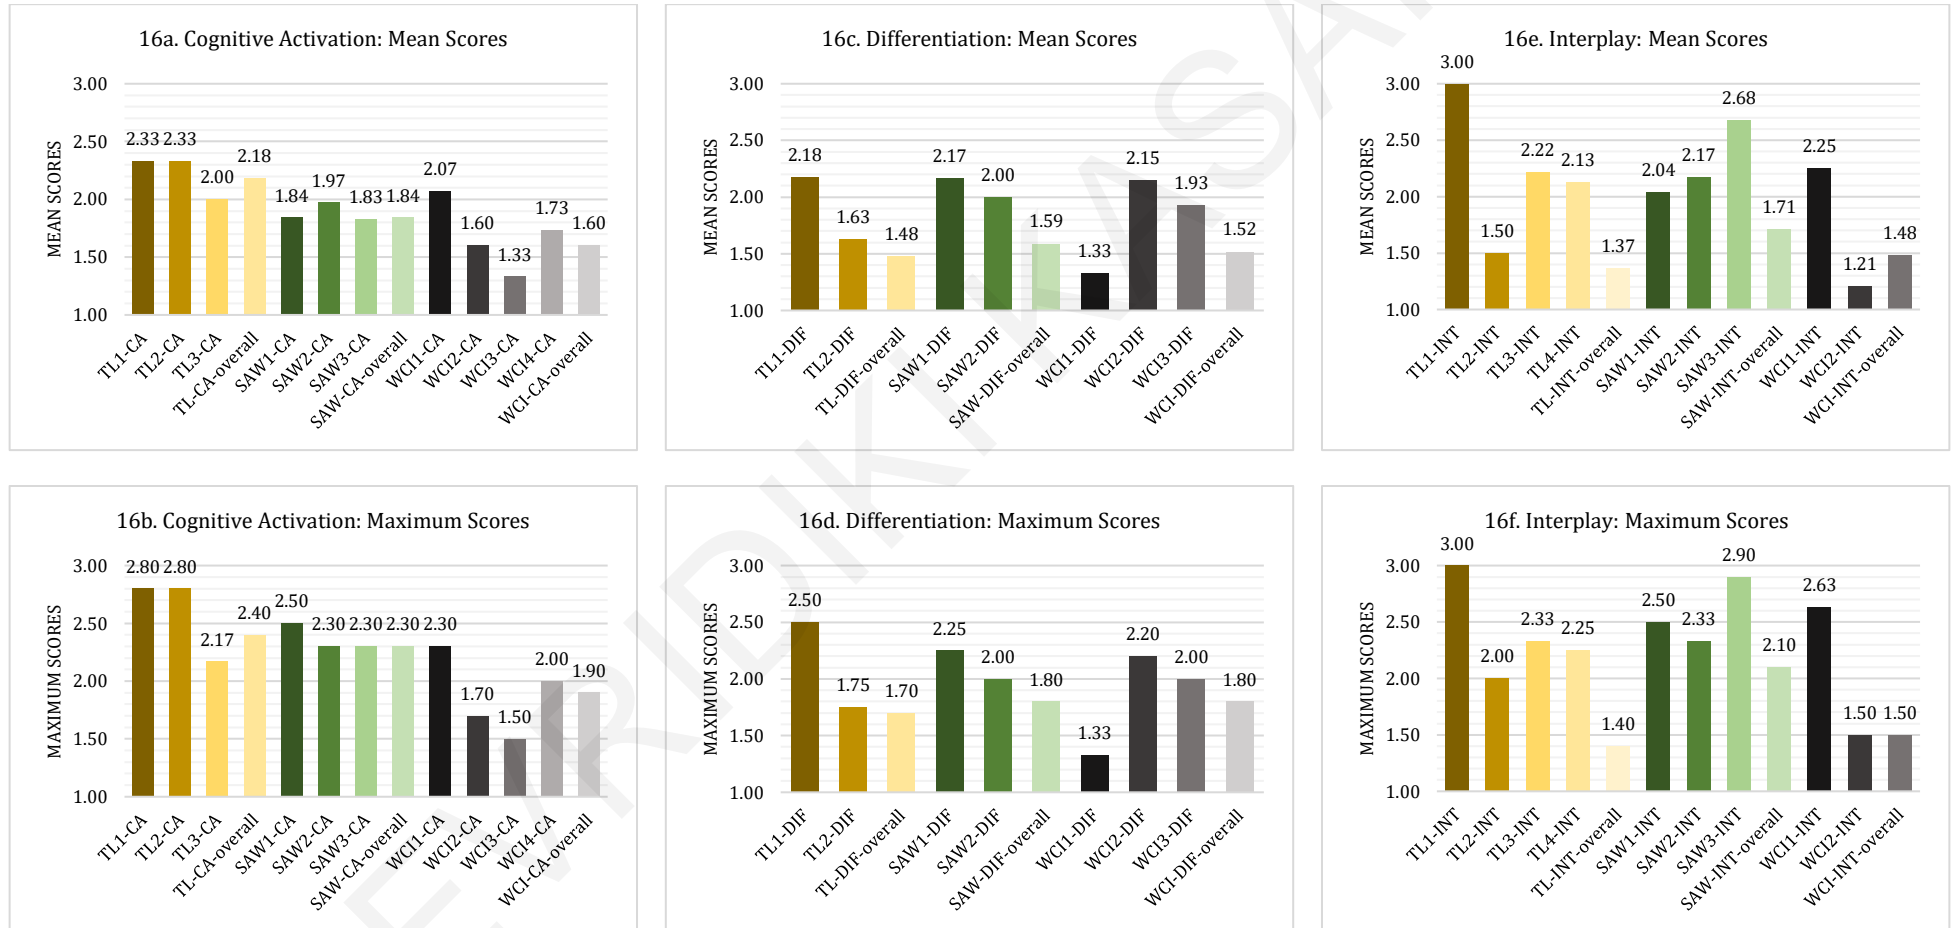 16a. Cognitive Activation: Mean Scores
MEAN SCORES
3.00
2.50
2.00
1.50
1.00
2.33 2.33 2.00 2.18 1.84 1.97 1.83 1.84 2.07 1.60 1.33 1.73 1.60
TL1-CA TL2-CA TL3-CA TL-CA-overall SAW1-CA SAW2-CA SAW3-CA SAW-CA-overall WCI1-CA WCI2-CA WCI3-CA WCI4-CA WCI-CA-overall
16c. Differentiation: Mean Scores
MEAN SCORES
3.00
2.50
2.00
1.50
1.00
2.18 1.63 1.48 2.17 2.00 1.59 1.33 2.15 1.93 1.52
TL1-DIF TL2-DIF TL-DIF-overall SAW1-DIF SAW2-DIF SAW-DIF-overall WCI1-DIF WCI2-DIF WCI3-DIF WCI-DIF-overall
16e. Interplay: Mean Scores
MEAN SCORES
3.00
2.50
2.00
1.50
1.00
3.00 1.50 2.22 2.13 1.37 2.04 2.17 2.68 1.71 2.25 1.21 1.48
TL1-INT TL2-INT TL3-INT TL4-INT TL-INT-overall SAW1-INT SAW2-INT SAW3-INT SAW-INT-overall WCI1-INT WCI2-INT WCI-INT-overall
16b. Cognitive Activation: Maximum Scores
MAXIMUM SCORES
3.00
2.50
2.00
1.50
1.00
2.80 2.80 2.17 2.40 2.50 2.30 2.30 2.30 2.30 1.70 1.50 2.00 1.90
TL1-CA TL2-CA TL3-CA TL-CA-overall SAW1-CA SAW2-CA SAW3-CA SAW-CA-overall WCI1-CA WCI2-CA WCI3-CA WCI4-CA WCI-CA-overall
16d. Differentiation: Maximum Scores
MAXIMUM SCORES
3.00
2.50
2.00
1.50
1.00
2.50 1.75 1.70 2.25 2.00 1.80 1.33 2.20 2.00 1.80
TL1-DIF TL2-DIF TL-DIF-overall SAW1-DIF SAW2-DIF SAW-DIF-overall WCI1-DIF WCI2-DIF WCI3-DIF WCI-DIF-overall
16f. Interplay: Maximum Scores
MAXIMUM SCORES
3.00
2.50
2.00
1.50
1.00
3.00 2.00 2.33 2.25 1.40 2.50 2.33 2.90 2.10 2.63 1.50 1.50
TL1-INT TL2-INT TL3-INT TL4-INT TL-INT-overall SAW1-INT SAW2-INT SAW3-INT SAW-INT-overall WCI1-INT WCI2-INT WCI-INT-overall
EVRIDIKI KASA